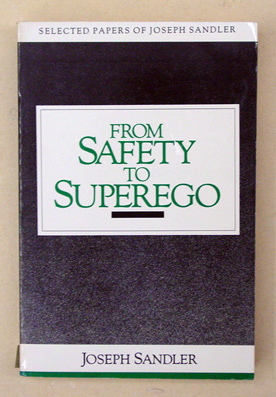 SELECTED PAPERS OF JOSEPH SANDLER
FROM
SAFETY
TO
SUPEREGO
JOSEPH SANDLER